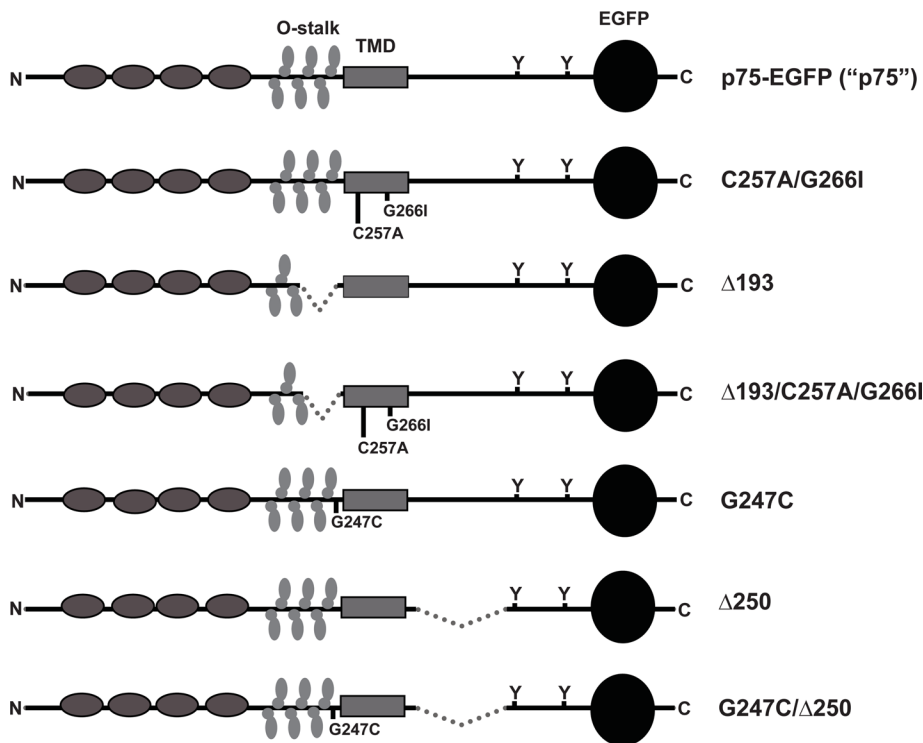 O-stalk TMD EGFP
N Y Y C p75-EGFP (“p75”)
N Y Y C C257A/G266I
G266I
C257A
N Y Y C Δ193
N Y Y C Δ193/C257A/G266I
G266I
C257A
N Y Y C G247C
G247C
N Y Y C Δ250
N Y Y C G247C/Δ250
G247C